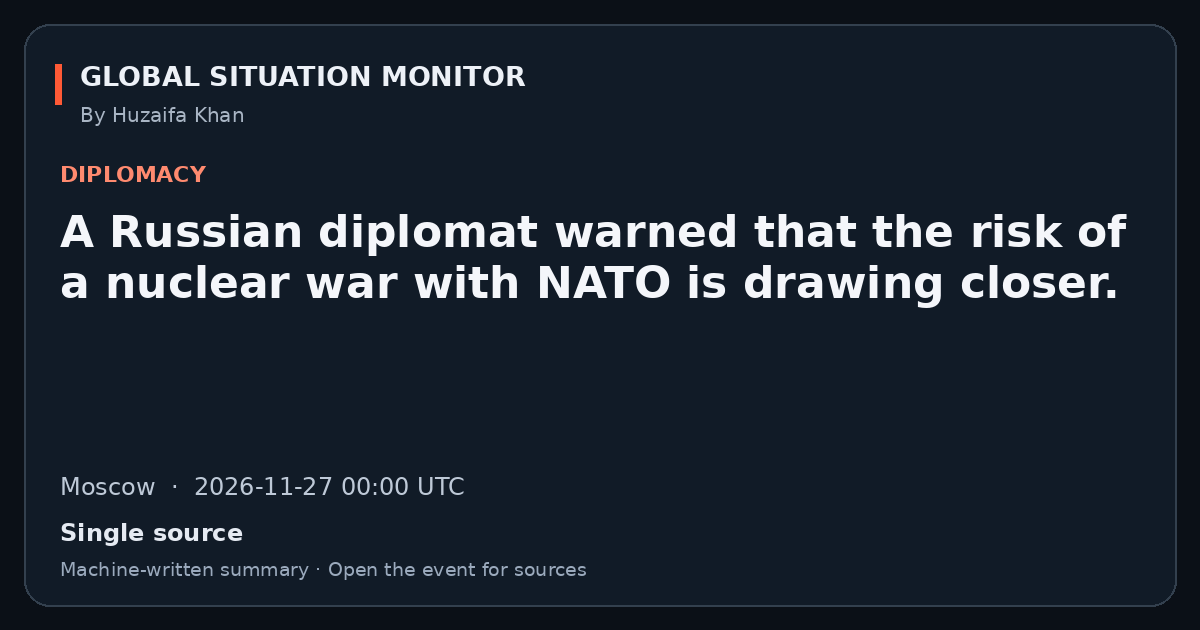 GLOBAL SITUATION MONITOR
By Huzaifa Khan
DIPLOMACY
A Russian diplomat warned that the risk of
a nuclear war with NATO is drawing closer.
Moscow · 2026-11-27 00:00 UTC
Single source
Machine-written summary · Open the event for sources